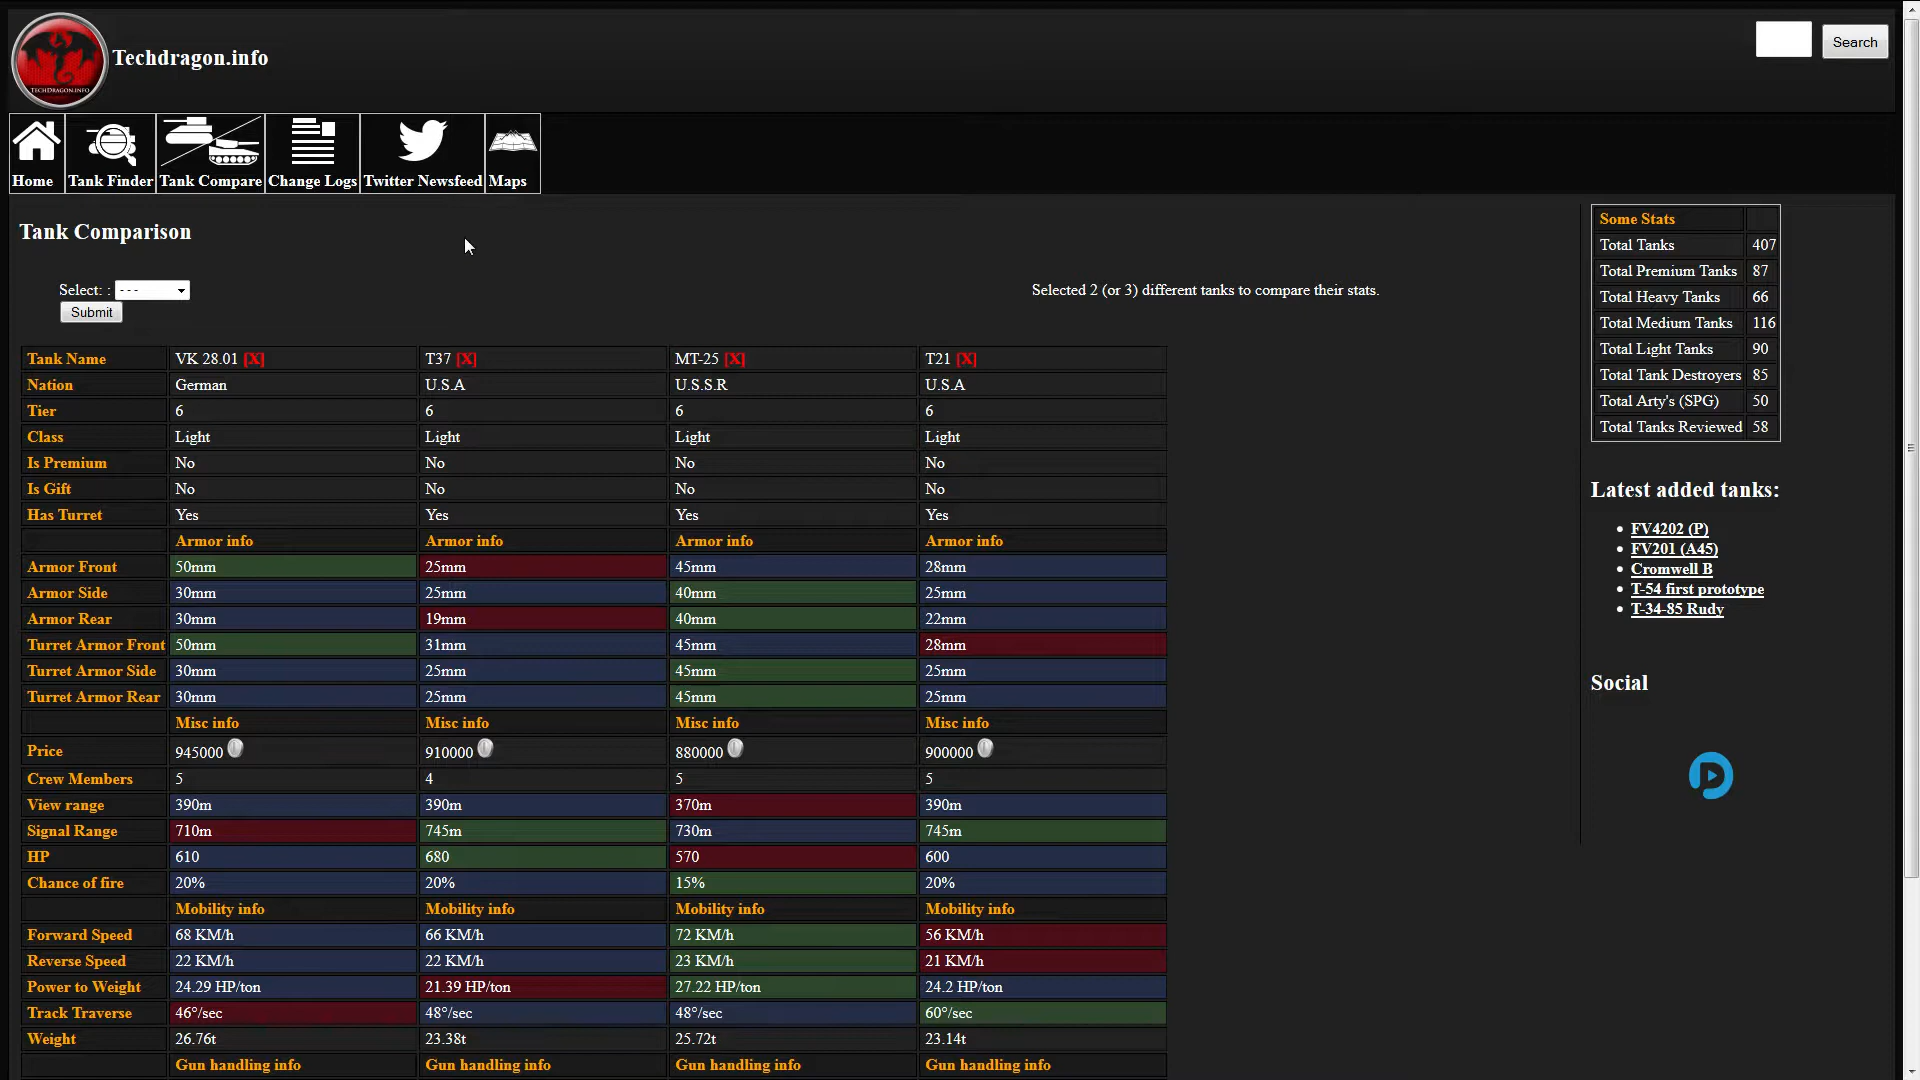 Techdragon.info
Search
TECHDRAGON.INFO
Home Tank Finder Tank Compare Change Logs Twitter Newsfeed Maps
Tank Comparison
Select: : ---
Submit
Selected 2 (or 3) different tanks to compare their stats.
Tank Name VK 28.01 [X] T37 [X] MT-25 [X] T21 [X]
Nation German U.S.A U.S.S.R U.S.A
Tier 6 6 6 6
Class Light Light Light Light
Is Premium No No No No
Is Gift No No No No
Has Turret Yes Yes Yes Yes
Armor info Armor info Armor info Armor info
Armor Front 50mm 25mm 45mm 28mm
Armor Side 30mm 25mm 40mm 25mm
Armor Rear 30mm 19mm 40mm 22mm
Turret Armor Front 50mm 31mm 45mm 28mm
Turret Armor Side 30mm 25mm 45mm 25mm
Turret Armor Rear 30mm 25mm 45mm 25mm
Misc info Misc info Misc info Misc info
Price 945000 910000 880000 900000
Crew Members 5 4 5 5
View range 390m 390m 370m 390m
Signal Range 710m 745m 730m 745m
HP 610 680 570 600
Chance of fire 20% 20% 15% 20%
Mobility info Mobility info Mobility info Mobility info
Forward Speed 68 KM/h 66 KM/h 72 KM/h 56 KM/h
Reverse Speed 22 KM/h 22 KM/h 23 KM/h 21 KM/h
Power to Weight 24.29 HP/ton 21.39 HP/ton 27.22 HP/ton 24.2 HP/ton
Track Traverse 46°/sec 48°/sec 48°/sec 60°/sec
Weight 26.76t 23.38t 25.72t 23.14t
Gun handling info Gun handling info Gun handling info Gun handling info
Some Stats
Total Tanks 407
Total Premium Tanks 87
Total Heavy Tanks 66
Total Medium Tanks 116
Total Light Tanks 90
Total Tank Destroyers 85
Total Arty's (SPG) 50
Total Tanks Reviewed 58
Latest added tanks:
FV4202 (P)
FV201 (A45)
Cromwell B
T-54 first prototype
T-34-85 Rudy
Social